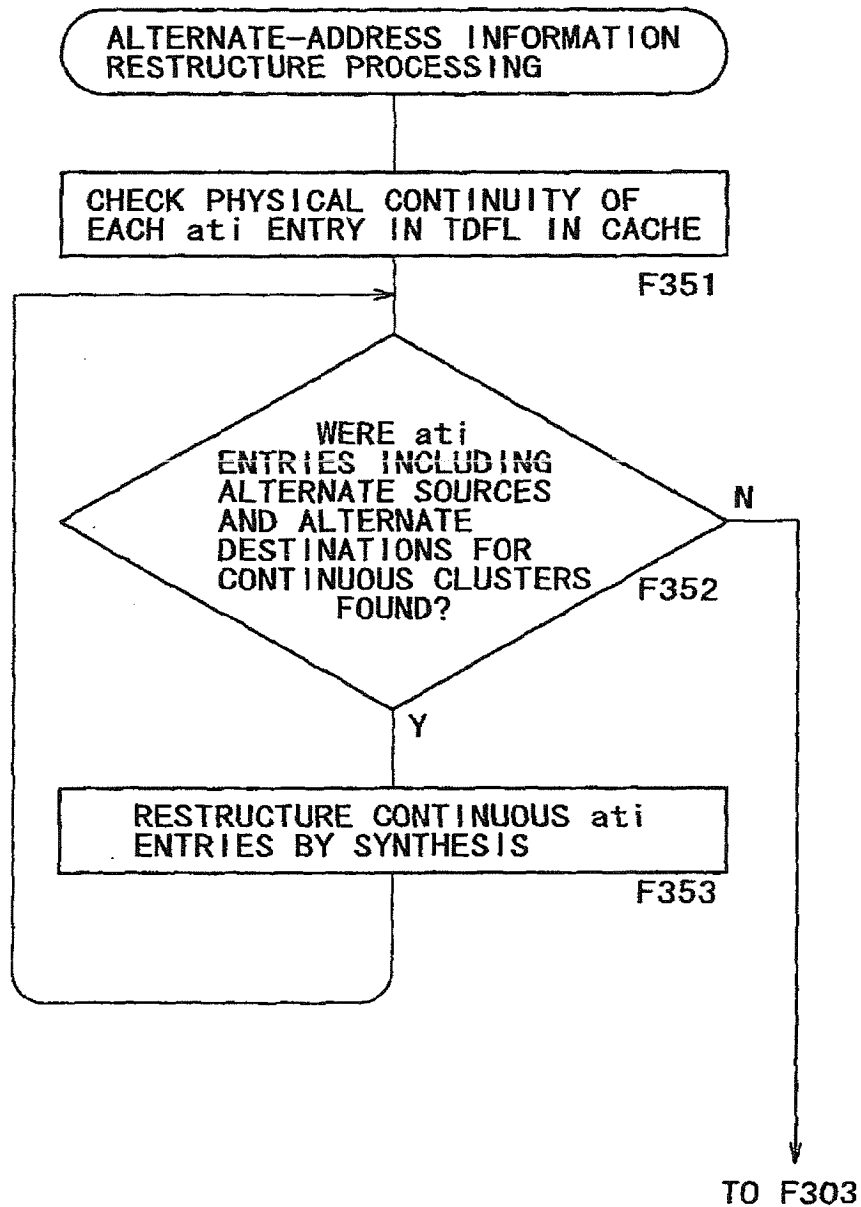 ALTERNATE-ADDRESS INFORMATION
RESTRUCTURE PROCESSING
CHECK PHYSICAL CONTINUITY OF
EACH ati ENTRY IN TDFL IN CACHE
F351
WERE ati
ENTRIES INCLUDING
ALTERNATE SOURCES
AND ALTERNATE
DESTINATIONS FOR
CONTINUOUS CLUSTERS
FOUND?
N
F352
Y
RESTRUCTURE CONTINUOUS ati
ENTRIES BY SYNTHESIS
F353
TO F303